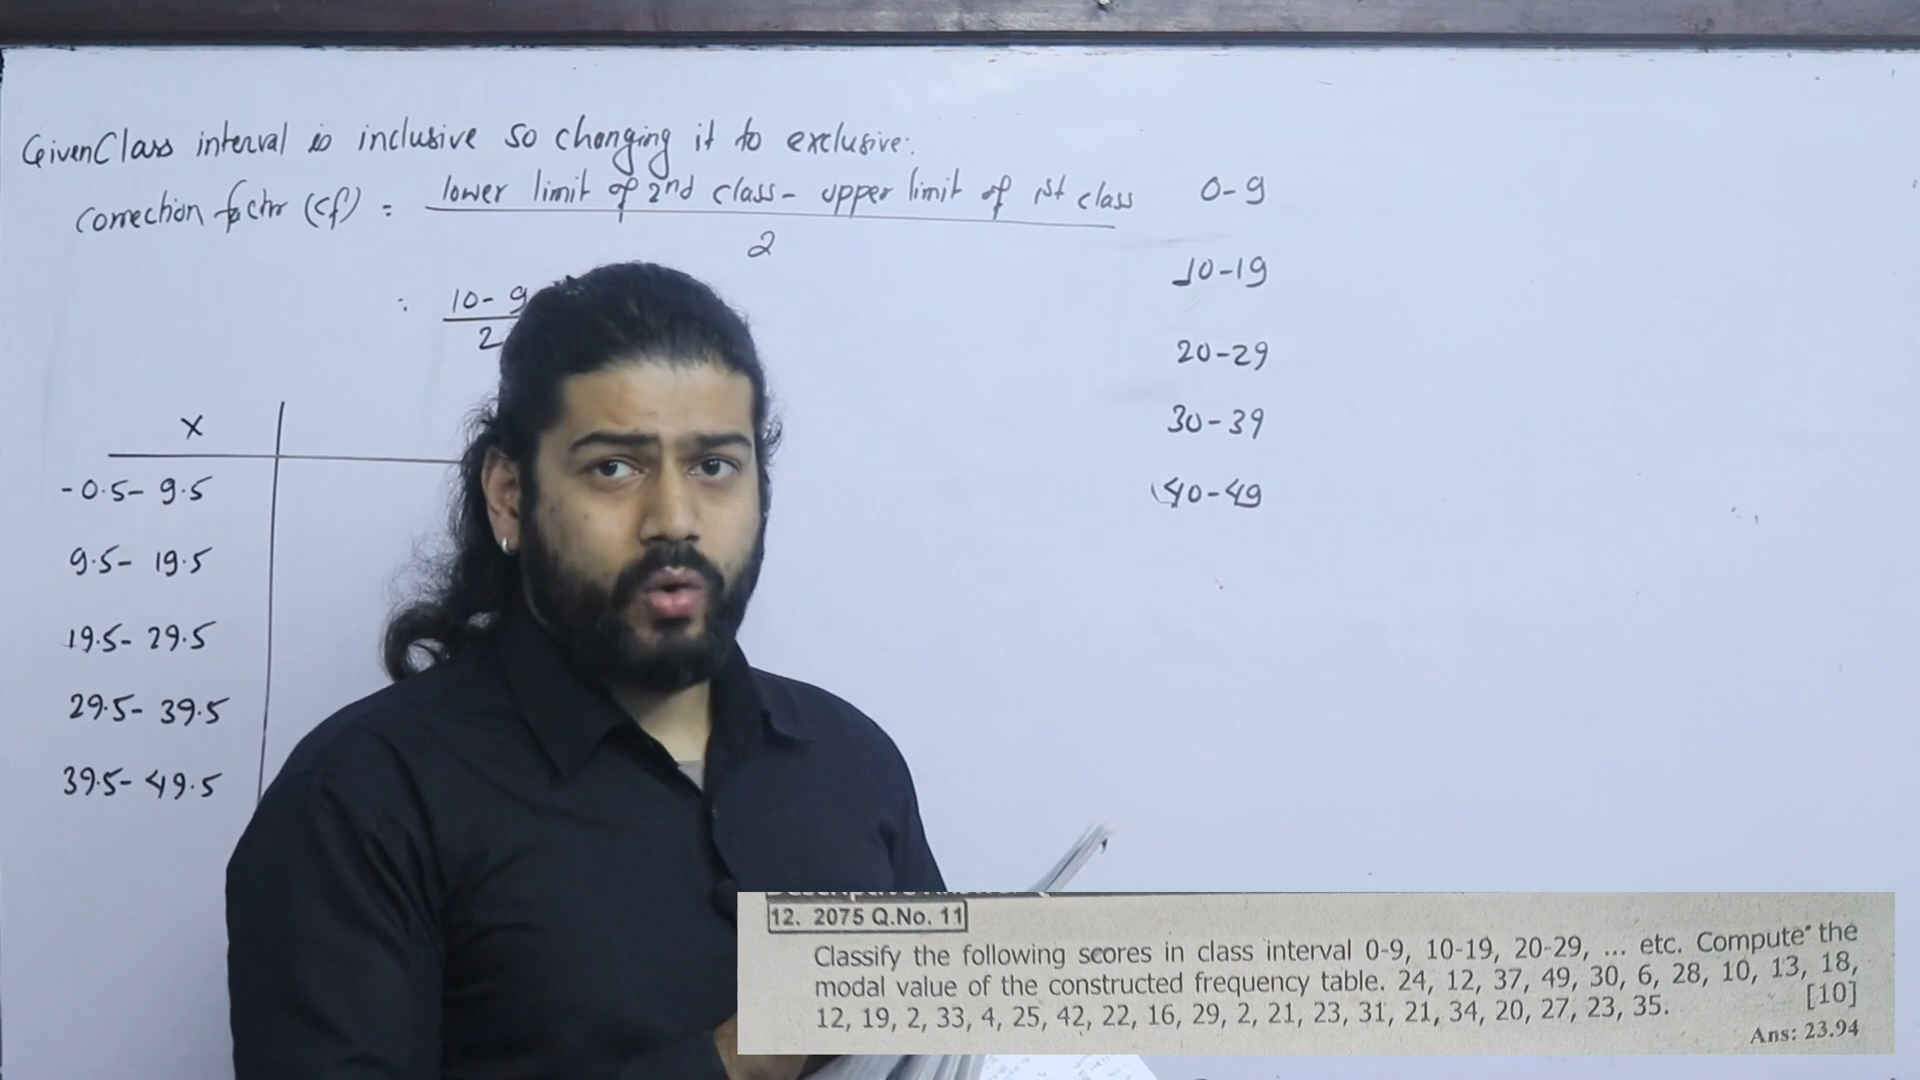 Given Class interval is inclusive so changing it to exclusive.
Correction factor (cf) = lower limit of 2nd class - upper limit of 1st class
2
: 10-9
2
0-9
10-19
20-29
30-39
40-49
X
-0.5- 9.5
9.5- 19.5
19.5- 29.5
29.5- 39.5
39.5- 49.5
12. 2075 Q.No. 11
Classify the following scores in class interval 0-9, 10-19, 20-29, ... etc. Compute the
modal value of the constructed frequency table. 24, 12, 37, 49, 30, 6, 28, 10, 13, 18,
12, 19, 2, 33, 4, 25, 42, 22, 16, 29, 2, 21, 23, 31, 21, 34, 20, 27, 23, 35. [10]
Ans: 23.94